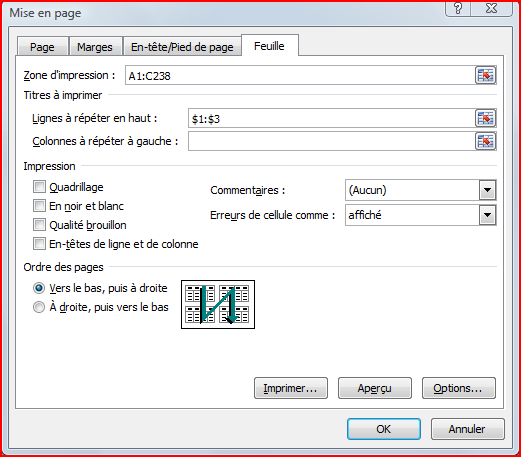 Mise en page
?
Page
Marges
En-tête/Pied de page
Feuille
Zone d'impression :
A1:C238
Titres à imprimer
Lignes à répéter en haut :
$1:$3
Colonnes à répéter à gauche :
Impression
Quadrillage
En noir et blanc
Qualité brouillon
En-têtes de ligne et de colonne
Commentaires :
(Aucun)
Erreurs de cellule comme :
affiché
Ordre des pages
Vers le bas, puis à droite
À droite, puis vers le bas
Imprimer...
Aperçu
Options...
OK
Annuler